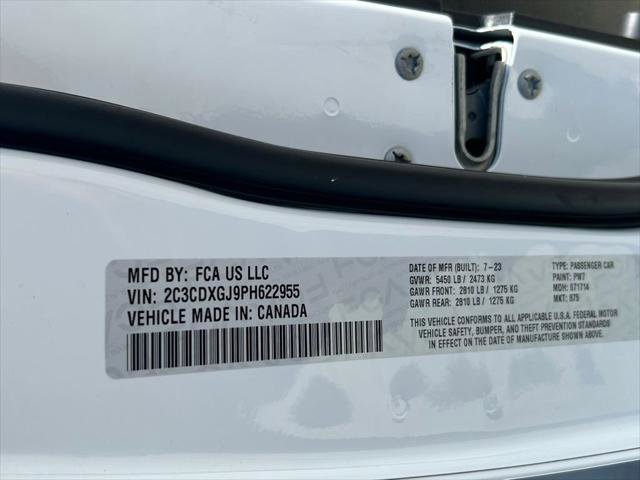 MFD BY: FCA US LLC
VIN: 2C3CDXGJ9PH622955
VEHICLE MADE IN: CANADA
DATE OF MFR (BUILT): 7-23
GVWR: 5450 LB / 2473 KG
GAWR FRONT: 2810 LB / 1275 KG
GAWR REAR: 2810 LB / 1275 KG
TYPE: PASSENGER CAR
PAINT: PW7
MDH: 071714
MKT: 875
THIS VEHICLE CONFORMS TO ALL APPLICABLE U.S.A. FEDERAL MOTOR
VEHICLE SAFETY, BUMPER, AND THEFT PREVENTION STANDARDS
IN EFFECT ON THE DATE OF MANUFACTURE SHOWN ABOVE.